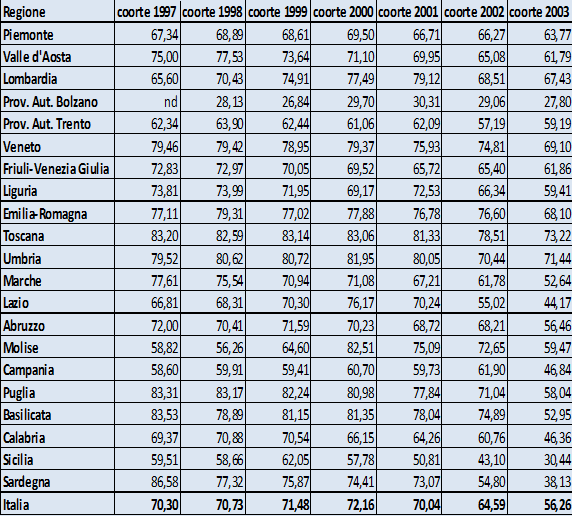 Regione coorte 1997 coorte 1998 coorte 1999 coorte 2000 coorte 2001 coorte 2002 coorte 2003
Piemonte 67,34 68,89 68,61 69,50 66,71 66,27 63,77
Valle d'Aosta 75,00 77,53 73,64 71,10 69,95 65,08 61,79
Lombardia 65,60 70,43 74,91 77,49 79,12 68,51 67,43
Prov. Aut. Bolzano nd 28,13 26,84 29,70 30,31 29,06 27,80
Prov. Aut. Trento 62,34 63,90 62,44 61,06 62,09 57,19 59,19
Veneto 79,46 79,42 78,95 79,37 75,93 74,81 69,10
Friuli-Venezia Giulia 72,83 72,97 70,05 69,52 65,72 65,40 61,86
Liguria 73,81 73,99 71,95 69,17 72,53 66,34 59,41
Emilia-Romagna 77,11 79,31 77,02 77,88 76,78 76,60 68,10
Toscana 83,20 82,59 83,14 83,06 81,33 78,51 73,22
Umbria 79,52 80,62 80,72 81,95 80,05 70,44 71,44
Marche 77,61 75,54 70,94 71,08 67,21 61,78 52,64
Lazio 66,81 68,31 70,30 76,17 70,24 55,02 44,17
Abruzzo 72,00 70,41 71,59 70,23 68,72 68,21 56,46
Molise 58,82 56,26 64,60 82,51 75,09 72,65 59,47
Campania 58,60 59,91 59,41 60,70 59,73 61,90 46,84
Puglia 83,31 83,17 82,24 80,98 77,84 71,04 58,04
Basilicata 83,53 78,89 81,15 81,35 78,04 74,89 52,95
Calabria 69,37 70,88 70,54 66,15 64,26 60,76 46,36
Sicilia 59,51 58,66 62,05 57,78 50,81 43,10 30,44
Sardegna 86,58 77,32 75,87 74,41 73,07 54,80 38,13
Italia 70,30 70,73 71,48 72,16 70,04 64,59 56,26